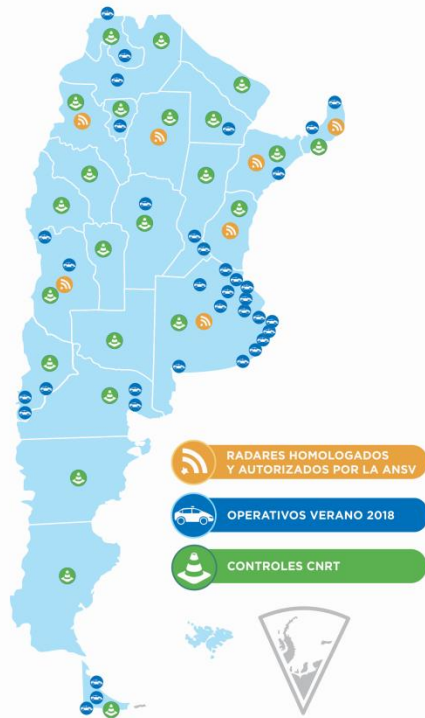 RADARES HOMOLOGADOS
Y AUTORIZADOS POR LA ANSV
OPERATIVOS VERANO 2018
CONTROLES CNRT